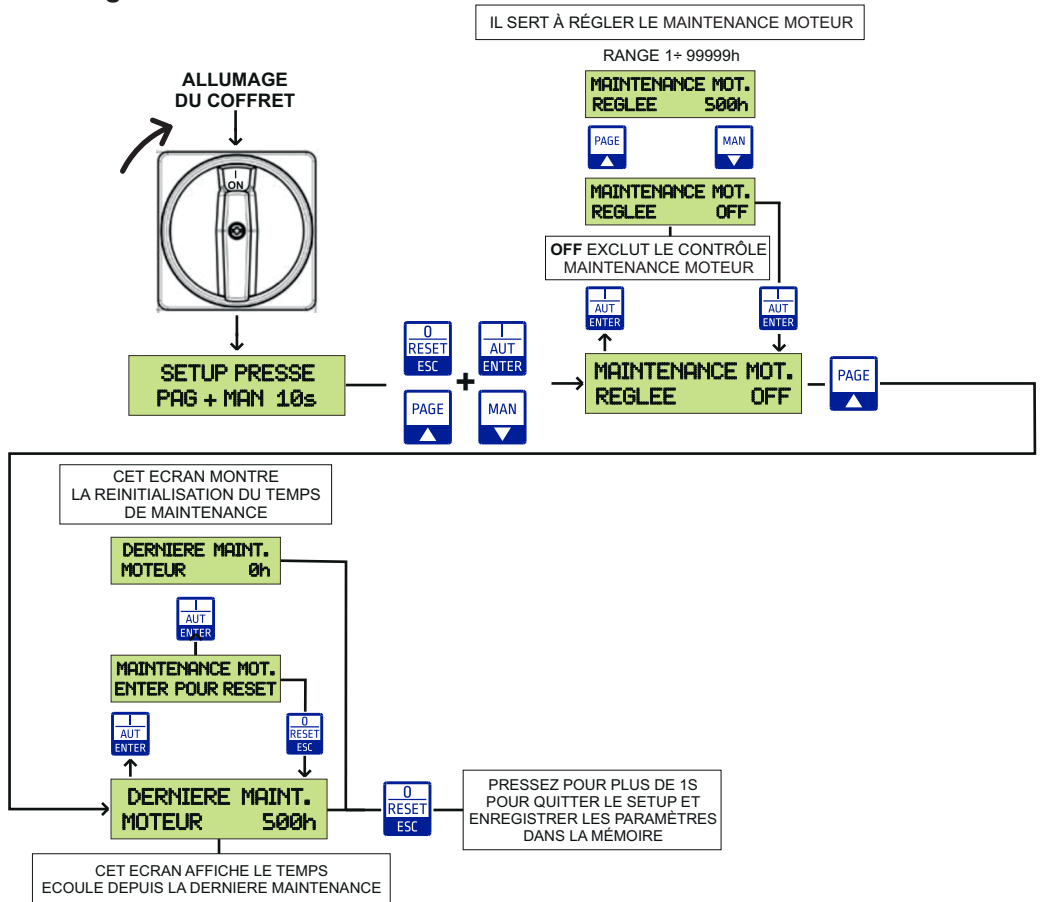 IL SERT À RÉGLER LE MAINTENANCE MOTEUR
RANGE 1÷ 99999h
ALLUMAGE
DU COFFRET
MAINTENANCE MOT.
REGLEE 500h
PAGE
MAN
I
ON
MAINTENANCE MOT.
REGLEE OFF
OFF EXCLUT LE CONTRÔLE
MAINTENANCE MOTEUR
I
AUT
ENTER
I
AUT
ENTER
SETUP PRESSE
PAG + MAN 10s
0
RESET
ESC
+
I
AUT
ENTER
PAGE
MAN
MAINTENANCE MOT.
REGLEE OFF
PAGE
CET ECRAN MONTRE
LA REINITIALISATION DU TEMPS
DE MAINTENANCE
DERNIERE MAINT.
MOTEUR 0h
I
AUT
ENTER
MAINTENANCE MOT.
ENTER POUR RESET
I
AUT
ENTER
0
RESET
ESC
DERNIERE MAINT.
MOTEUR 500h
0
RESET
ESC
PRESSEZ POUR PLUS DE 1S
POUR QUITTER LE SETUP ET
ENREGISTRER LES PARAMÈTRES
DANS LA MÉMOIRE
CET ECRAN AFFICHE LE TEMPS
ECOULE DEPUIS LA DERNIERE MAINTENANCE